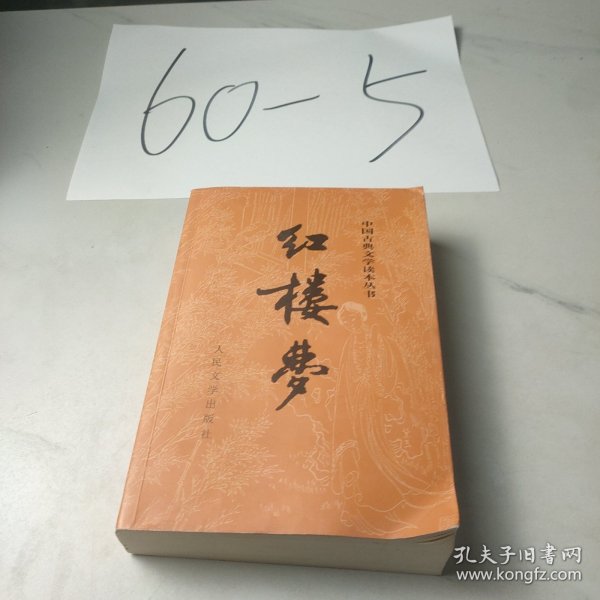 60-5
中国古典文学读本丛书
红楼梦
人民文学出版社
孔夫子旧书网
www.kongfz.com